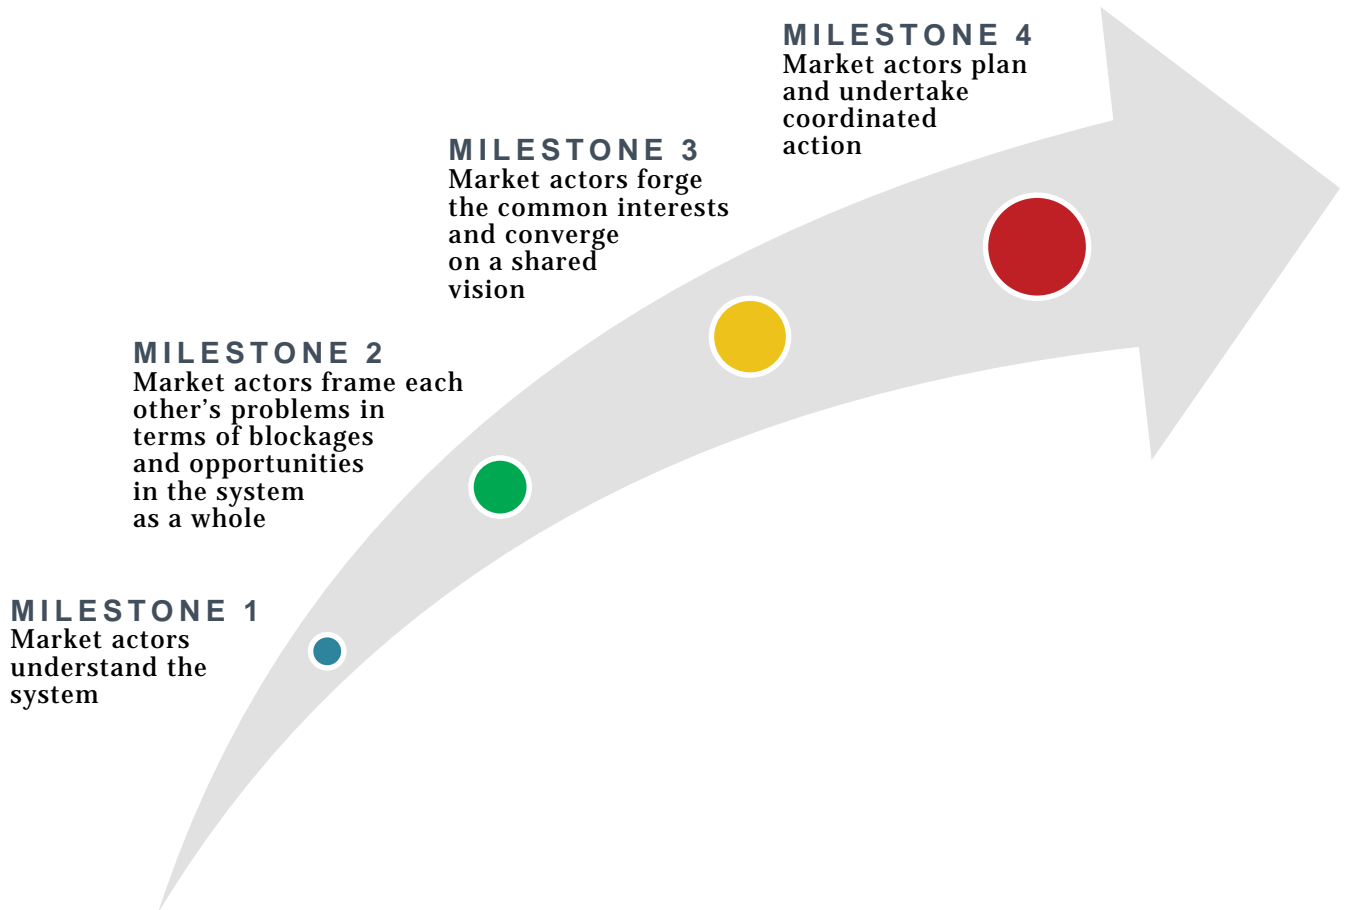 MILESTONE 4
Market actors plan
and undertake
coordinated
action
MILESTONE 3
Market actors forge
the common interests
and converge
on a shared
vision
MILESTONE 2
Market actors frame each
other’s problems in
terms of blockages
and opportunities
in the system
as a whole
MILESTONE 1
Market actors
understand the
system